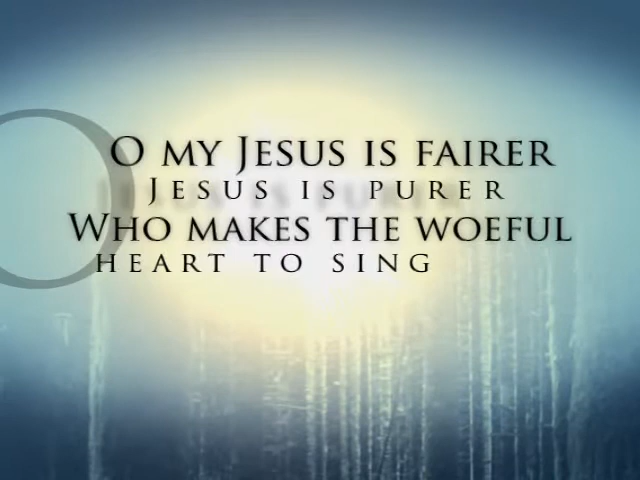 O my Jesus is fairer
Jesus is purer
Who makes the woeful
heart to sing